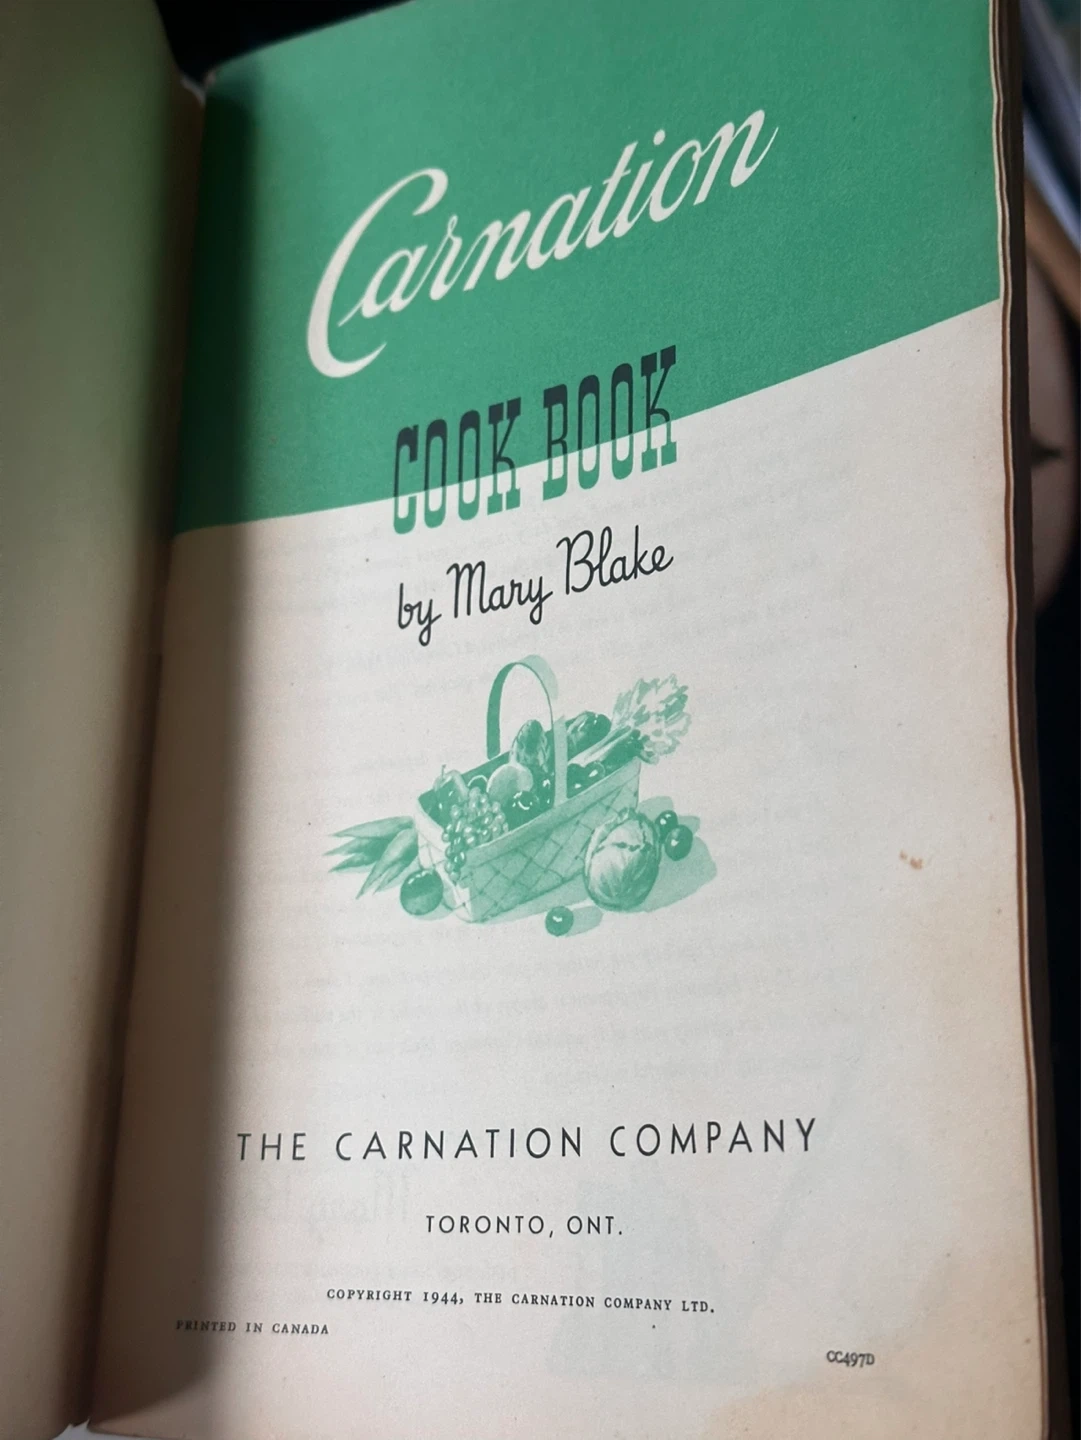 Carnation
COOK BOOK
by Mary Blake
THE CARNATION COMPANY
TORONTO, ONT.
COPYRIGHT 1944, THE CARNATION COMPANY LTD.
PRINTED IN CANADA
CC497D